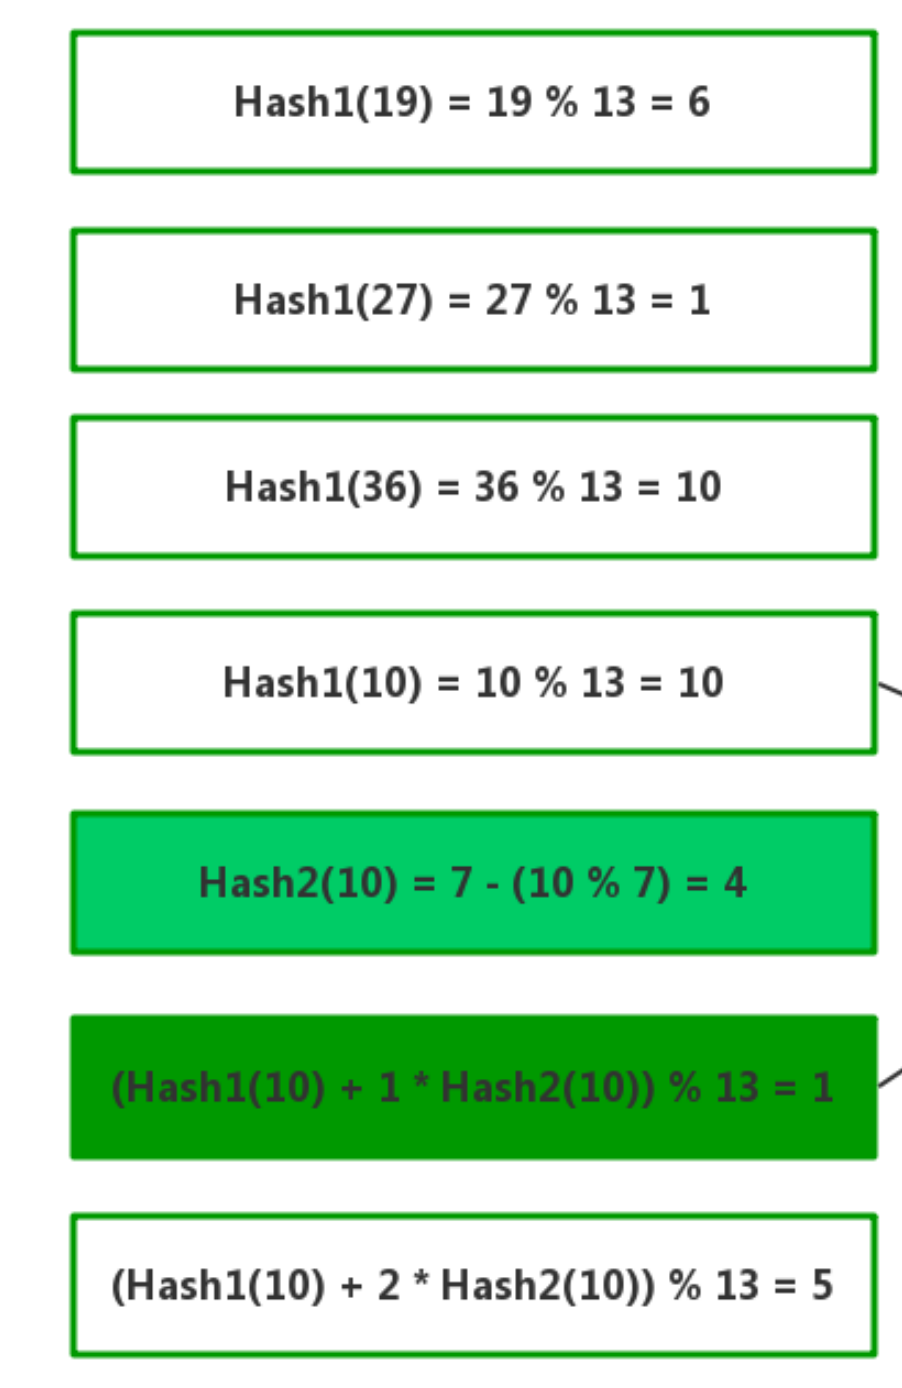 Hash1(19) = 19 % 13 = 6
Hash1(27) = 27 % 13 = 1
Hash1(36) = 36 % 13 = 10
Hash1(10) = 10 % 13 = 10
Hash2(10) = 7 - (10 % 7) = 4
(Hash1(10) + 1 * Hash2(10)) % 13 = 1
(Hash1(10) + 2 * Hash2(10)) % 13 = 5